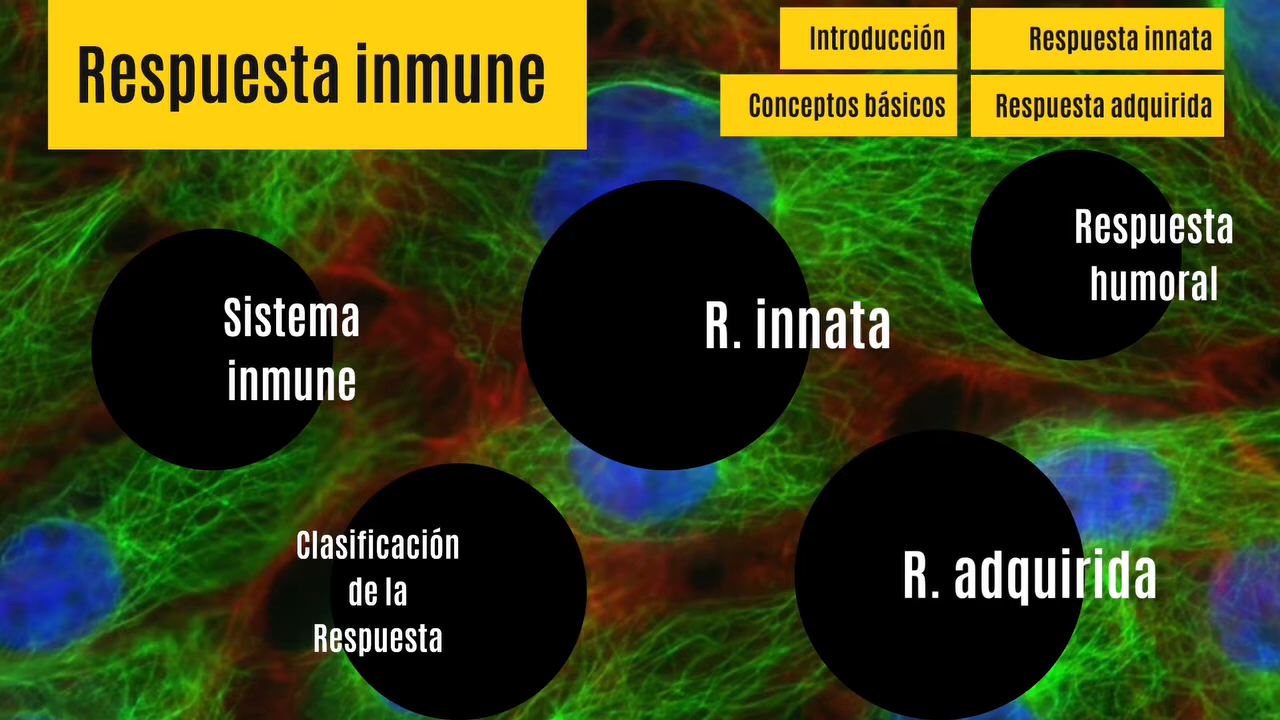 Respuesta inmune
Introducción
Respuesta innata
Conceptos básicos
Respuesta adquirida
Sistema
inmune
R. innata
Respuesta
humoral
Clasificación
de la
Respuesta
R. adquirida